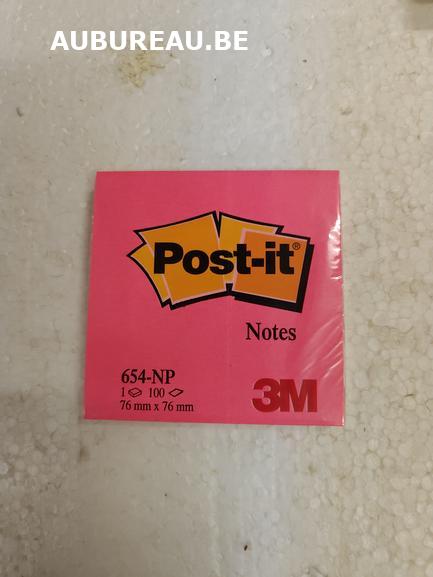 AUBUREAU.BE
Post-it®
Notes
654-NP
1 100
76 mm x 76 mm
3M